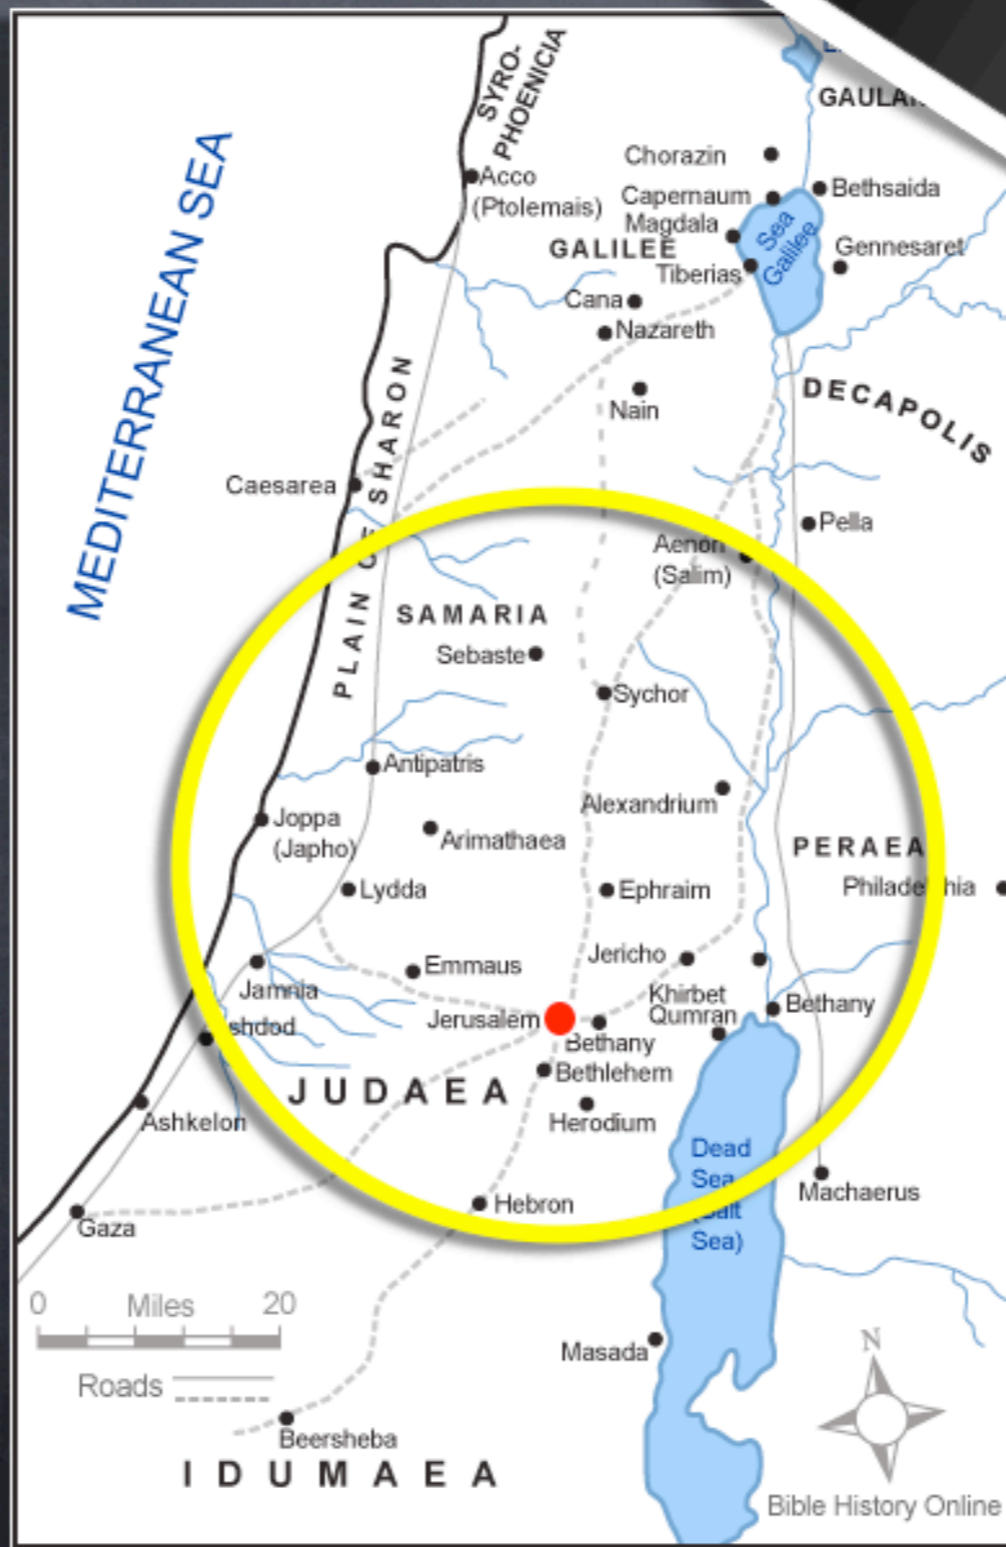 SYRO-
PHOENICIA
MEDITERRANEAN SEA
Acco
(Ptolemais)
Chorazin
Capernaum
Magdala
Bethsaida
GALILEE
Sea
Galilee
Gennesaret
Tiberias
Cana
Nazareth
Nain
DECAPOLIS
PLAIN
SHARON
Caesarea
Pella
Aenon
(Salim)
SAMARIA
Sebaste
Sychor
Antipatris
Alexandrium
Joppa
(Japho)
Arimathaea
PERAEA
Lydda
Ephraim
Jericho
Emmaus
Jamnia
Khirbet
Qumran
Bethany
Jerusalem
Bethany
Bethlehem
JUDAEA
Ashkelon
Herodium
Dead
Sea
Sea)
Machaerus
Hebron
Gaza
0 Miles 20
Roads
Masada
N
Beersheba
IDUMAEA
Bible History Online